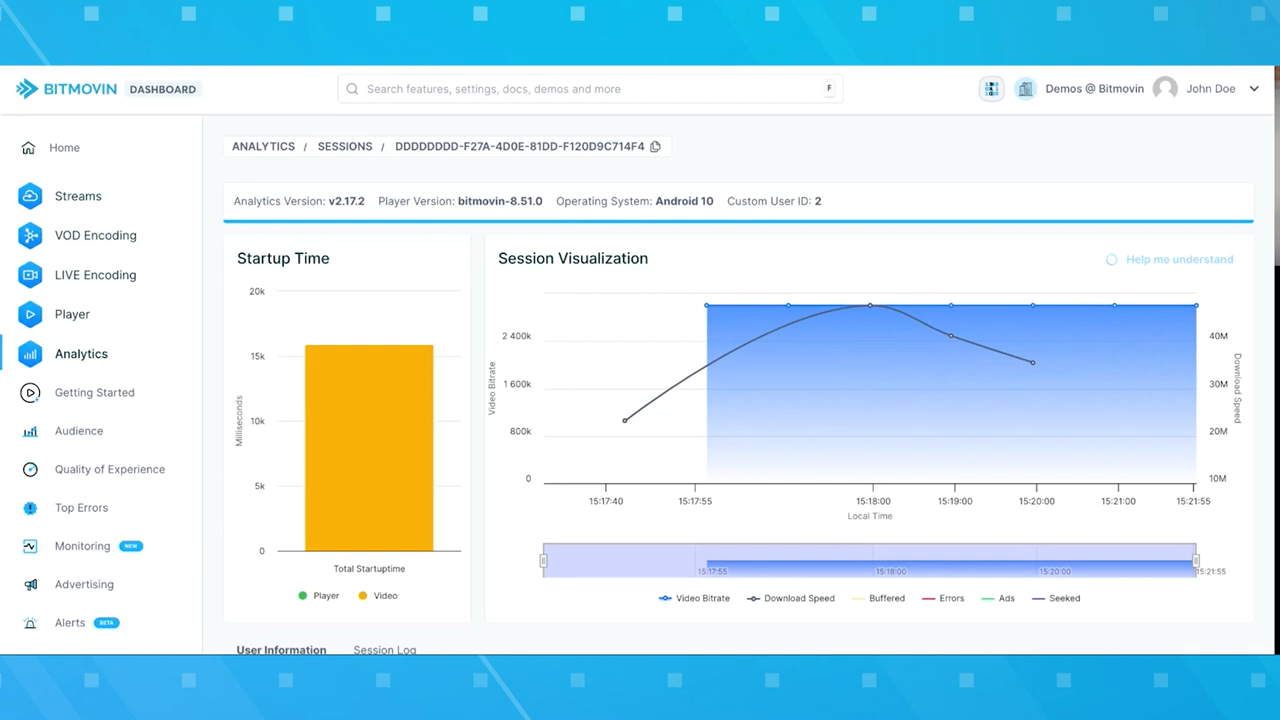 BITMOVIN DASHBOARD
Search features, settings, docs, demos and more F
Demos @ Bitmovin John Doe
Home
Streams
VOD Encoding
LIVE Encoding
Player
Analytics
Getting Started
Audience
Quality of Experience
Top Errors
Monitoring NEW
Advertising
Alerts BETA
ANALYTICS / SESSIONS / DDDDDDDD-F27A-4D0E-81DD-F120D9C714F4
Analytics Version: v2.17.2 Player Version: bitmovin-8.51.0 Operating System: Android 10 Custom User ID: 2
Startup Time
20k
15k
10k
5k
0
Milliseconds
Total Startuptime
Player Video
Session Visualization
Help me understand
2 400k
1 600k
800k
0
Video Bitrate
40M
30M
20M
10M
Download Speed
15:17:40 15:17:55 15:18:00 15:19:00 15:20:00 15:21:00 15:21:55
Local Time
15:17:55 15:18:00 15:20:00 15:21:55
Video Bitrate Download Speed Buffered Errors Ads Seeked
User Information Session Log